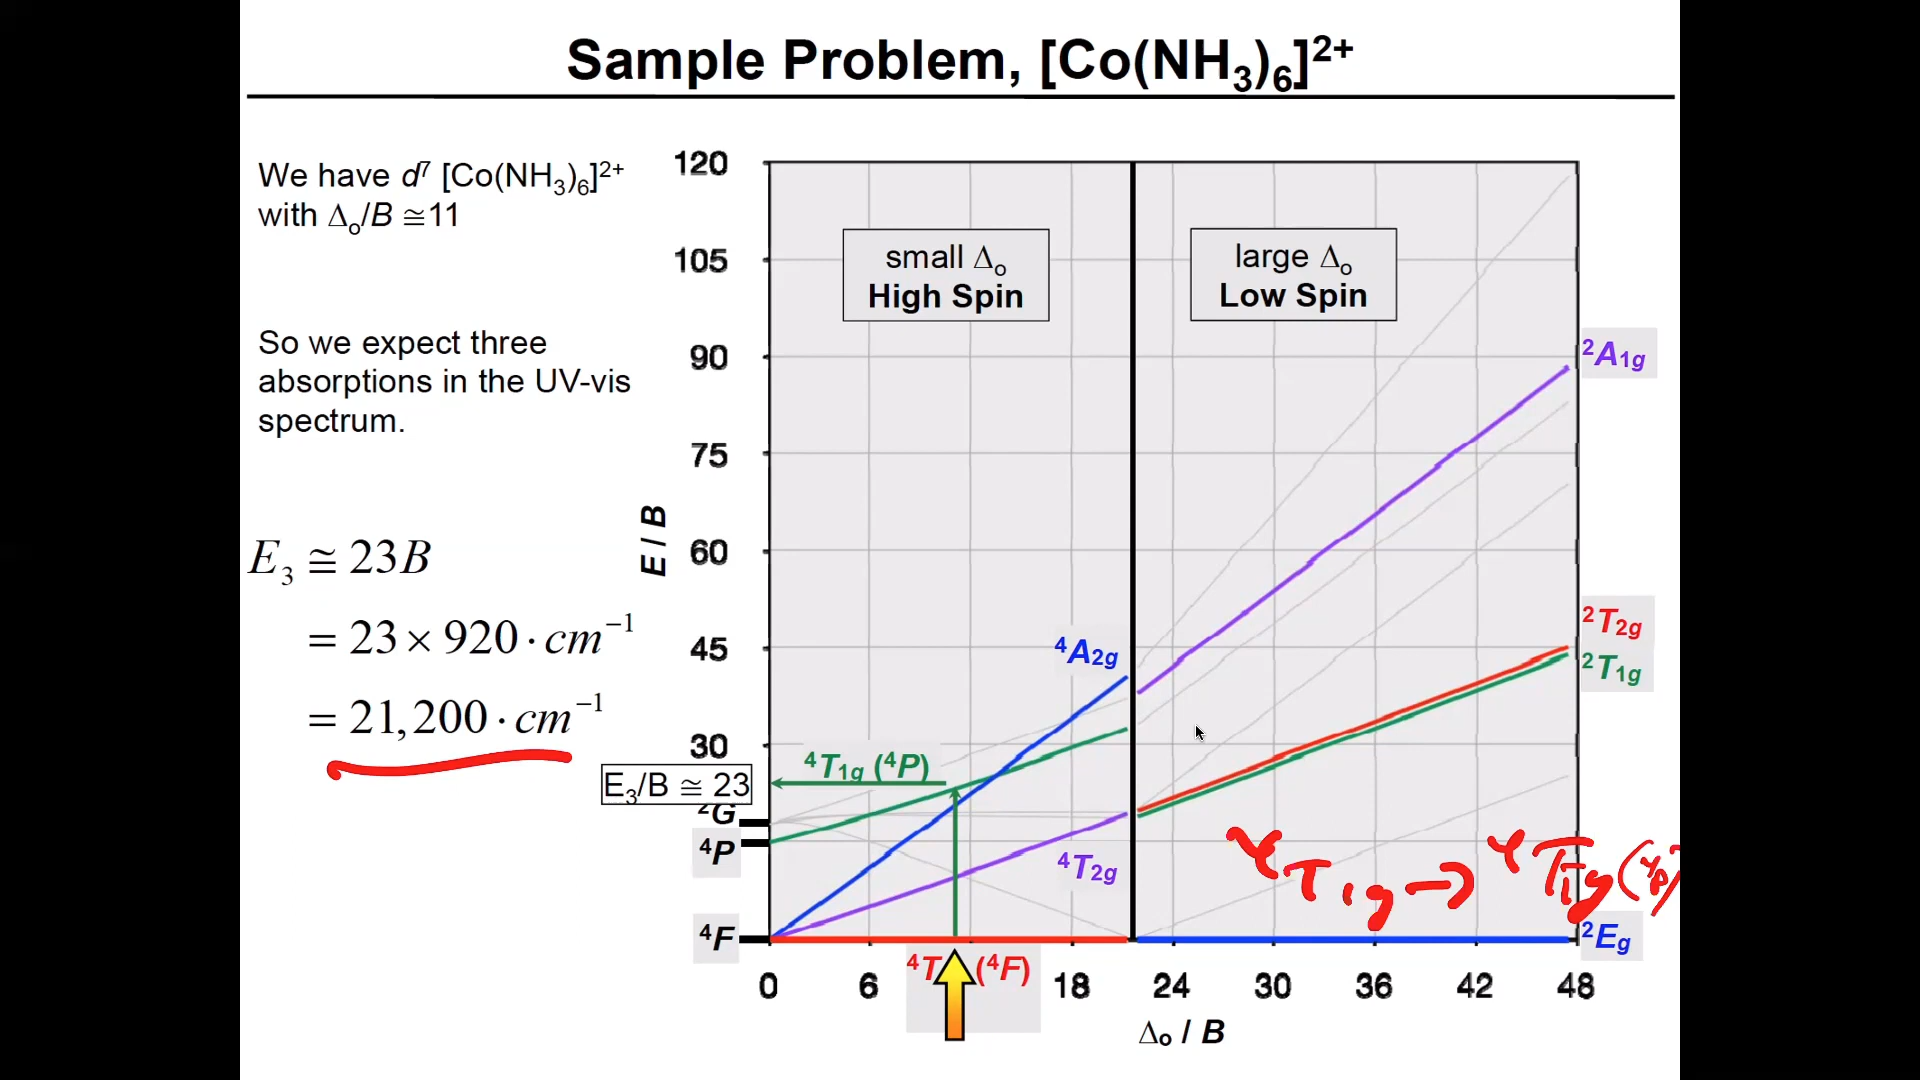 Sample Problem, [Co(NH₃)₆]²⁺
We have d⁷ [Co(NH₃)₆]²⁺
with Δₒ/B ≅11
So we expect three
absorptions in the UV-vis
spectrum.
E₃ ≅ 23B
= 23 × 920 · cm⁻¹
= 21,200 · cm⁻¹
E / B
120
105
90
75
60
45
30
E₃/B ≅ 23
²G
⁴P
⁴F
small Δₒ
High Spin
large Δₒ
Low Spin
⁴A₂g
⁴T₁g (⁴P)
⁴T₂g
⁴T (⁴F)
²A₁g
²T₂g
²T₁g
²Eg
⁴T₁g → ⁴T₁g (⁴P)
0 6 18 24 30 36 42 48
Δₒ / B